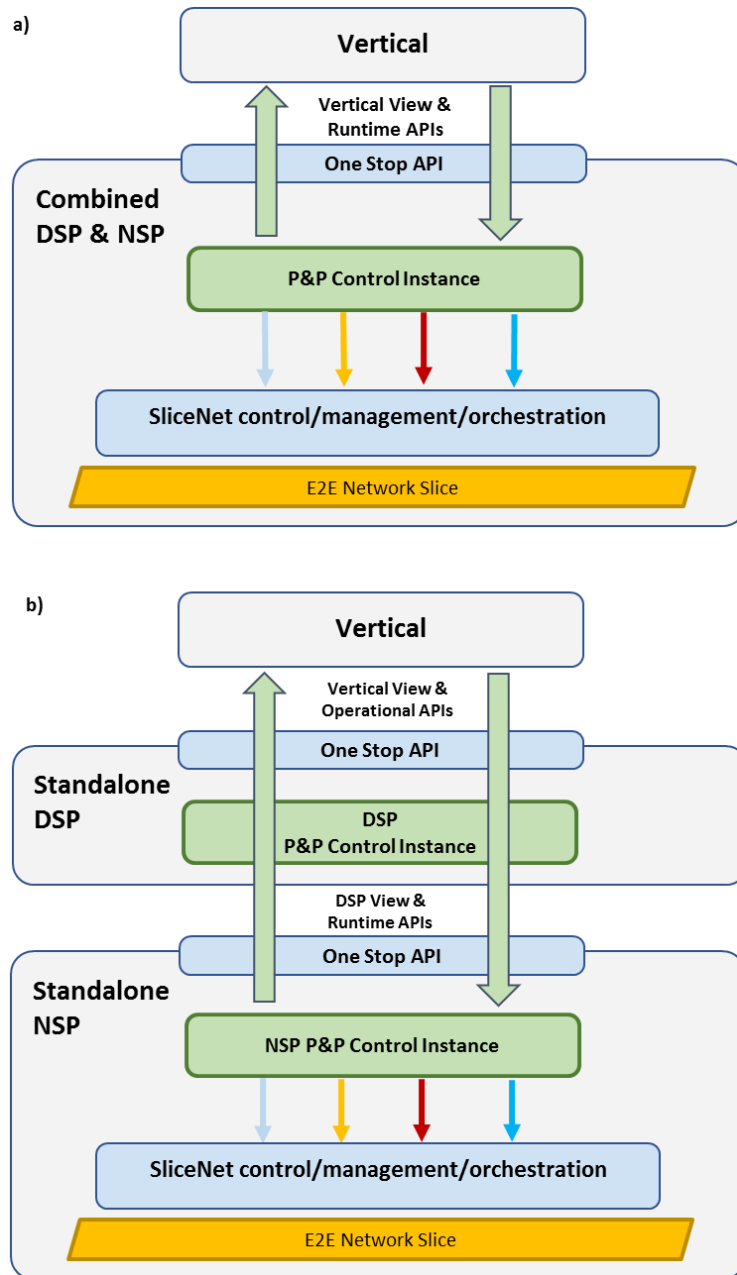 a)
Vertical
Vertical View &
Runtime APIs
One Stop API
Combined
DSP & NSP
P&P Control Instance
SliceNet control/management/orchestration
E2E Network Slice
b)
Vertical
Vertical View &
Operational APIs
One Stop API
Standalone
DSP
DSP
P&P Control Instance
DSP View &
Runtime APIs
One Stop API
Standalone
NSP
NSP P&P Control Instance
SliceNet control/management/orchestration
E2E Network Slice